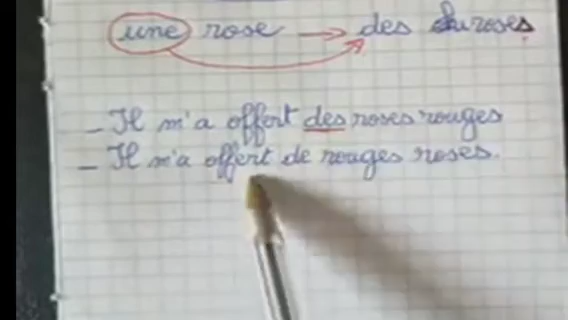 une rose → des roses
- Il m'a offert des roses rouges
- Il m'a offert de rouges roses.